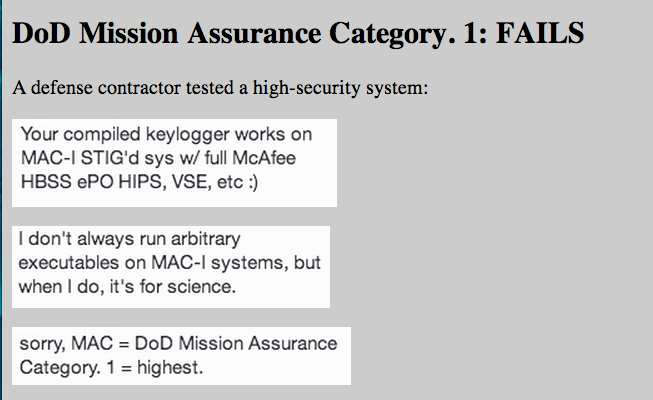 DoD Mission Assurance Category. 1: FAILS
A defense contractor tested a high-security system:
Your compiled keylogger works on
MAC-I STIG'd sys w/ full McAfee
HBSS ePO HIPS, VSE, etc :)
I don't always run arbitrary
executables on MAC-I systems, but
when I do, it's for science.
sorry, MAC = DoD Mission Assurance
Category. 1 = highest.